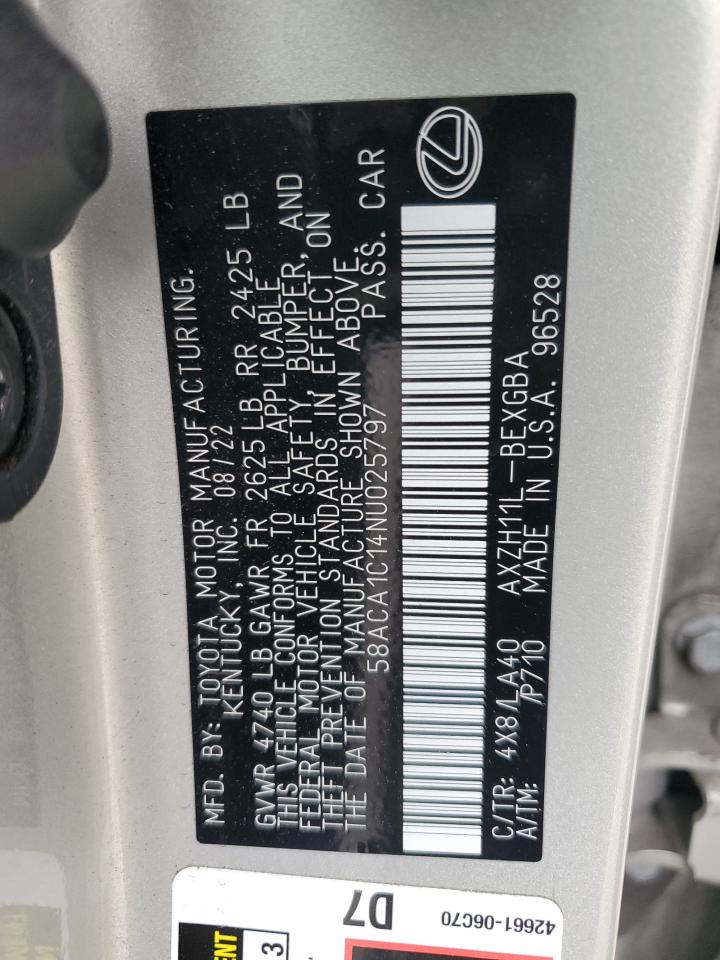 MFD. BY: TOYOTA MOTOR MANUFACTURING.
KENTUCKY, INC. 08/22
GVWR 4740 LB GAWR FR 2625 LB RR 2425 LB
THIS VEHICLE CONFORMS TO ALL APPLICABLE
FEDERAL MOTOR VEHICLE SAFETY, BUMPER, AND
THEFT PREVENTION STANDARDS IN EFFECT ON
THE DATE OF MANUFACTURE SHOWN ABOVE.
58ACA1C14NU025797 PASS. CAR
C/TR: 4X8/LA40 AXZH11L-BEXGBA
A/TM: /P710 MADE IN U.S.A. 96528
D7
42661-06C70
3